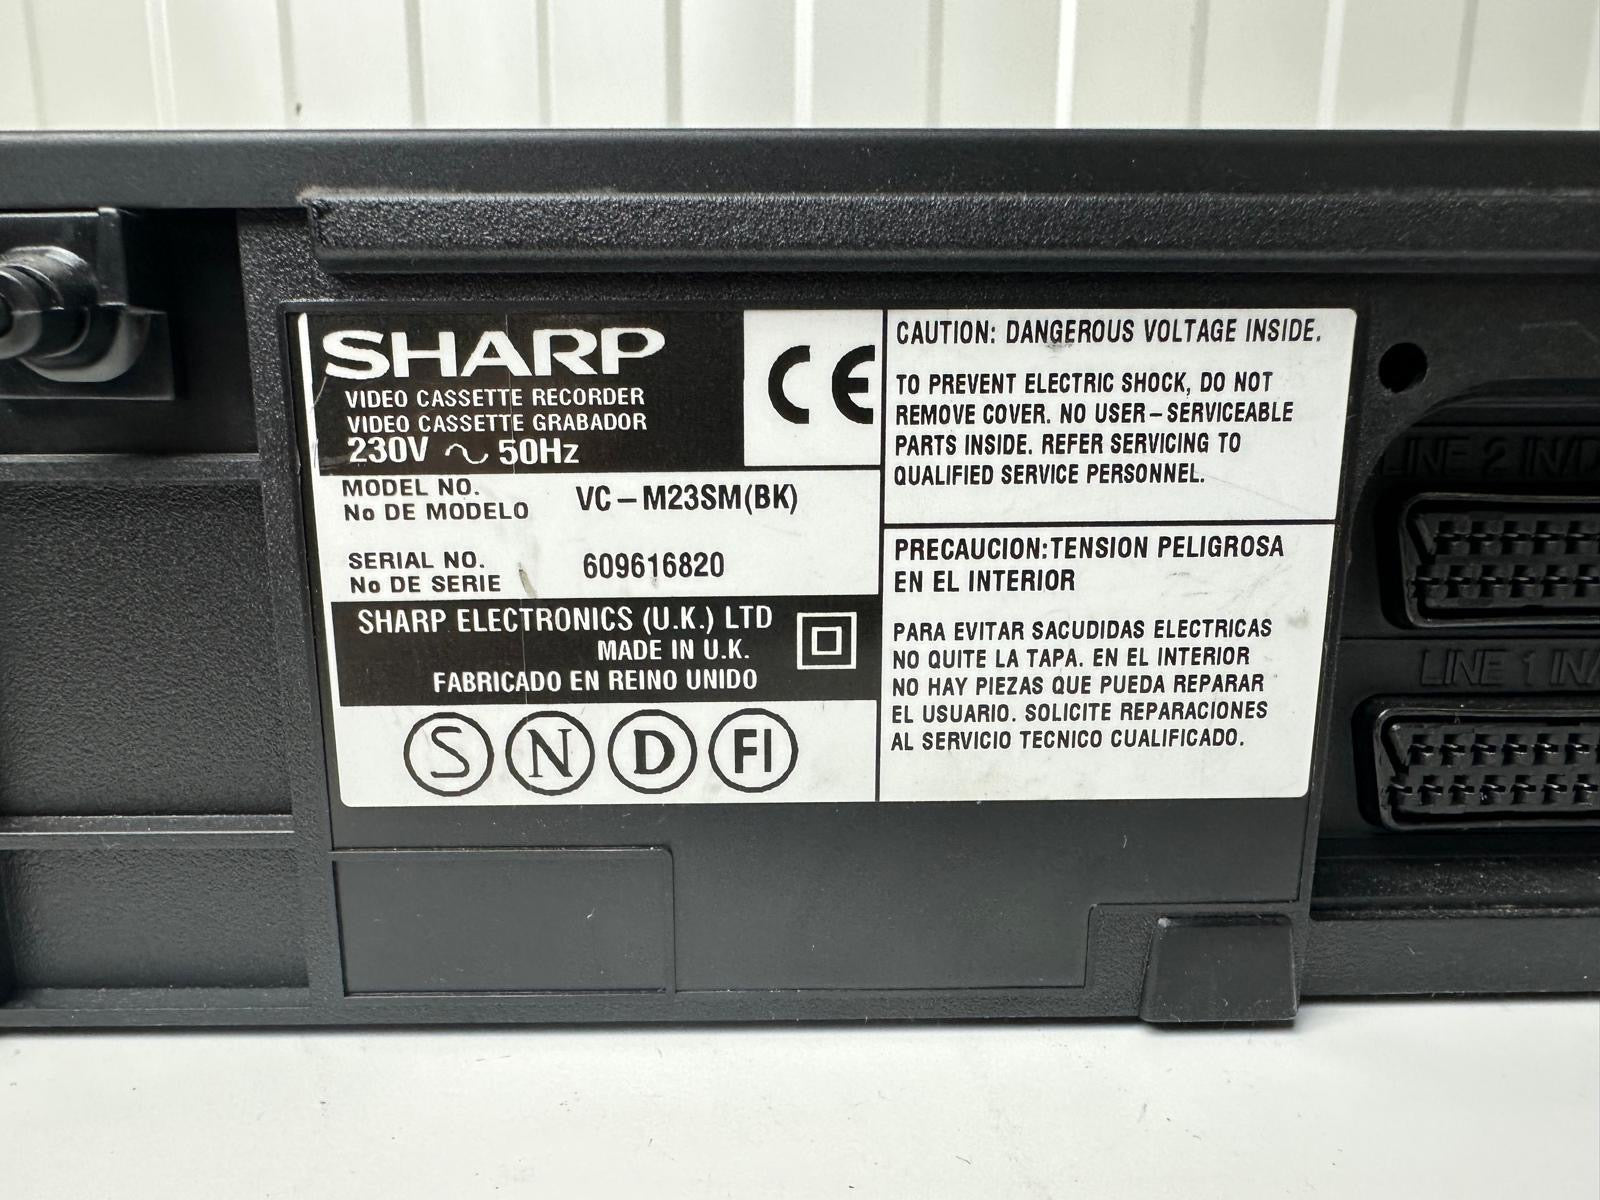 SHARP
VIDEO CASSETTE RECORDER
VIDEO CASSETTE GRABADOR
230V ~ 50Hz
CE
MODEL NO.
No DE MODELO
VC-M23SM(BK)
SERIAL NO.
No DE SERIE
609616820
SHARP ELECTRONICS (U.K.) LTD
MADE IN U.K.
FABRICADO EN REINO UNIDO
S N D FI
CAUTION: DANGEROUS VOLTAGE INSIDE.
TO PREVENT ELECTRIC SHOCK, DO NOT
REMOVE COVER. NO USER-SERVICEABLE
PARTS INSIDE. REFER SERVICING TO
QUALIFIED SERVICE PERSONNEL.
PRECAUCION:TENSION PELIGROSA
EN EL INTERIOR
PARA EVITAR SACUDIDAS ELECTRICAS
NO QUITE LA TAPA. EN EL INTERIOR
NO HAY PIEZAS QUE PUEDA REPARAR
EL USUARIO. SOLICITE REPARACIONES
AL SERVICIO TECNICO CUALIFICADO.
LINE 2 IN/
LINE 1 IN/